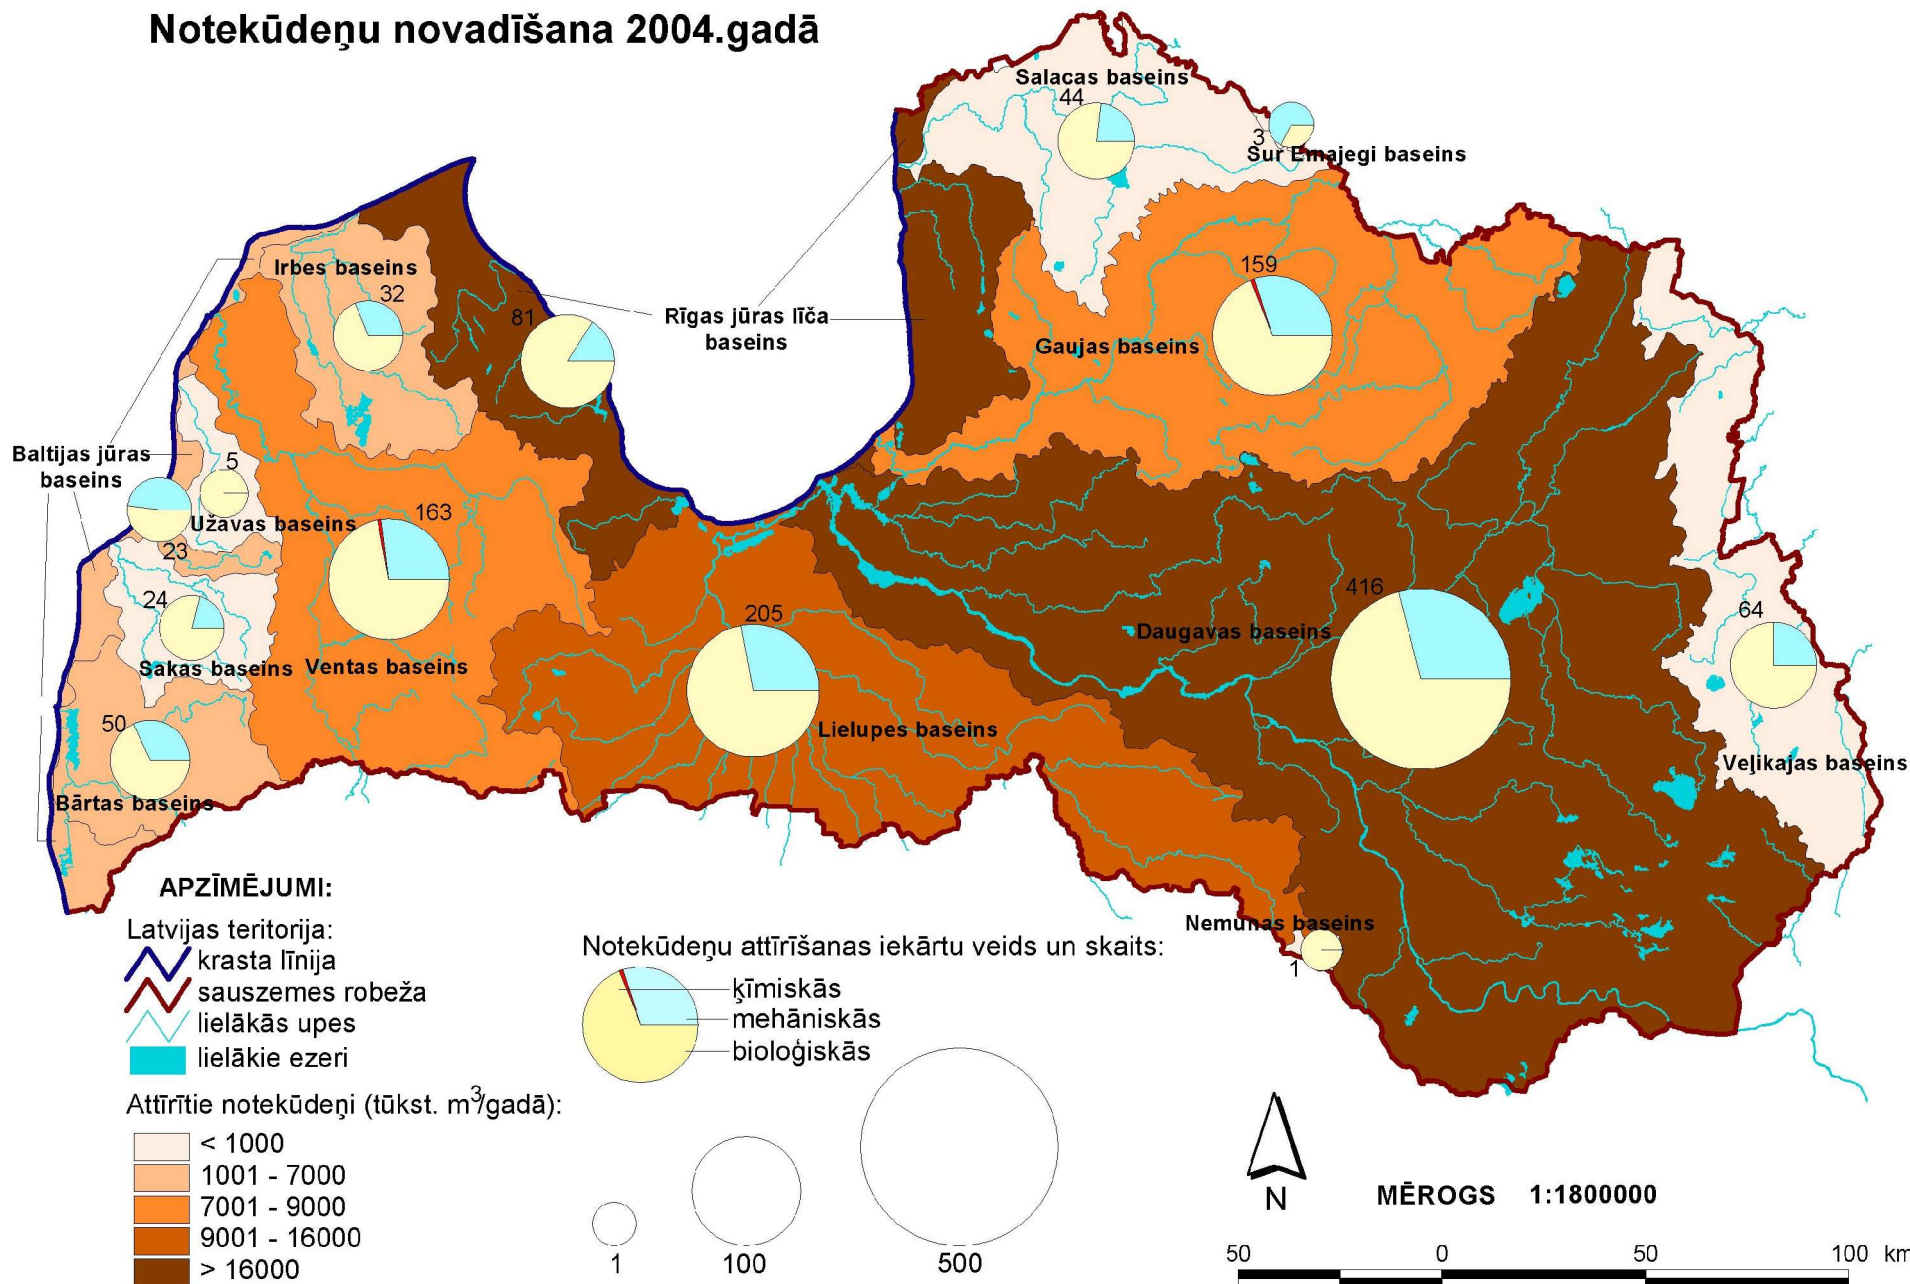 Notekūdeņu novadīšana 2004.gadā
Salacas baseins
44
3
Sur Emajegi baseins
Irbes baseins
32
81
Rīgas jūras līča
baseins
159
Gaujas baseins
Baltijas jūras
baseins
5
Užavas baseins
23
163
24
Sakas baseins
Ventas baseins
205
Lielupes baseins
416
Daugavas baseins
64
50
Bārtas baseins
Veļikajas baseins
Nemunas baseins
1
APZĪMĒJUMI:
Latvijas teritorija:
krasta līnija
sauszemes robeža
lielākās upes
lielākie ezeri
Attīrītie notekūdeņi (tūkst. m³/gadā):
< 1000
1001 - 7000
7001 - 9000
9001 - 16000
> 16000
Notekūdeņu attīrīšanas iekārtu veids un skaits:
ķīmiskās
mehāniskās
bioloģiskās
1
100
500
N
MĒROGS 1:1800000
50 0 50 100 km